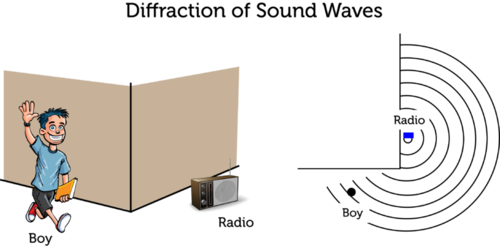 Diffraction of Sound Waves
Boy
Radio
Radio
Boy